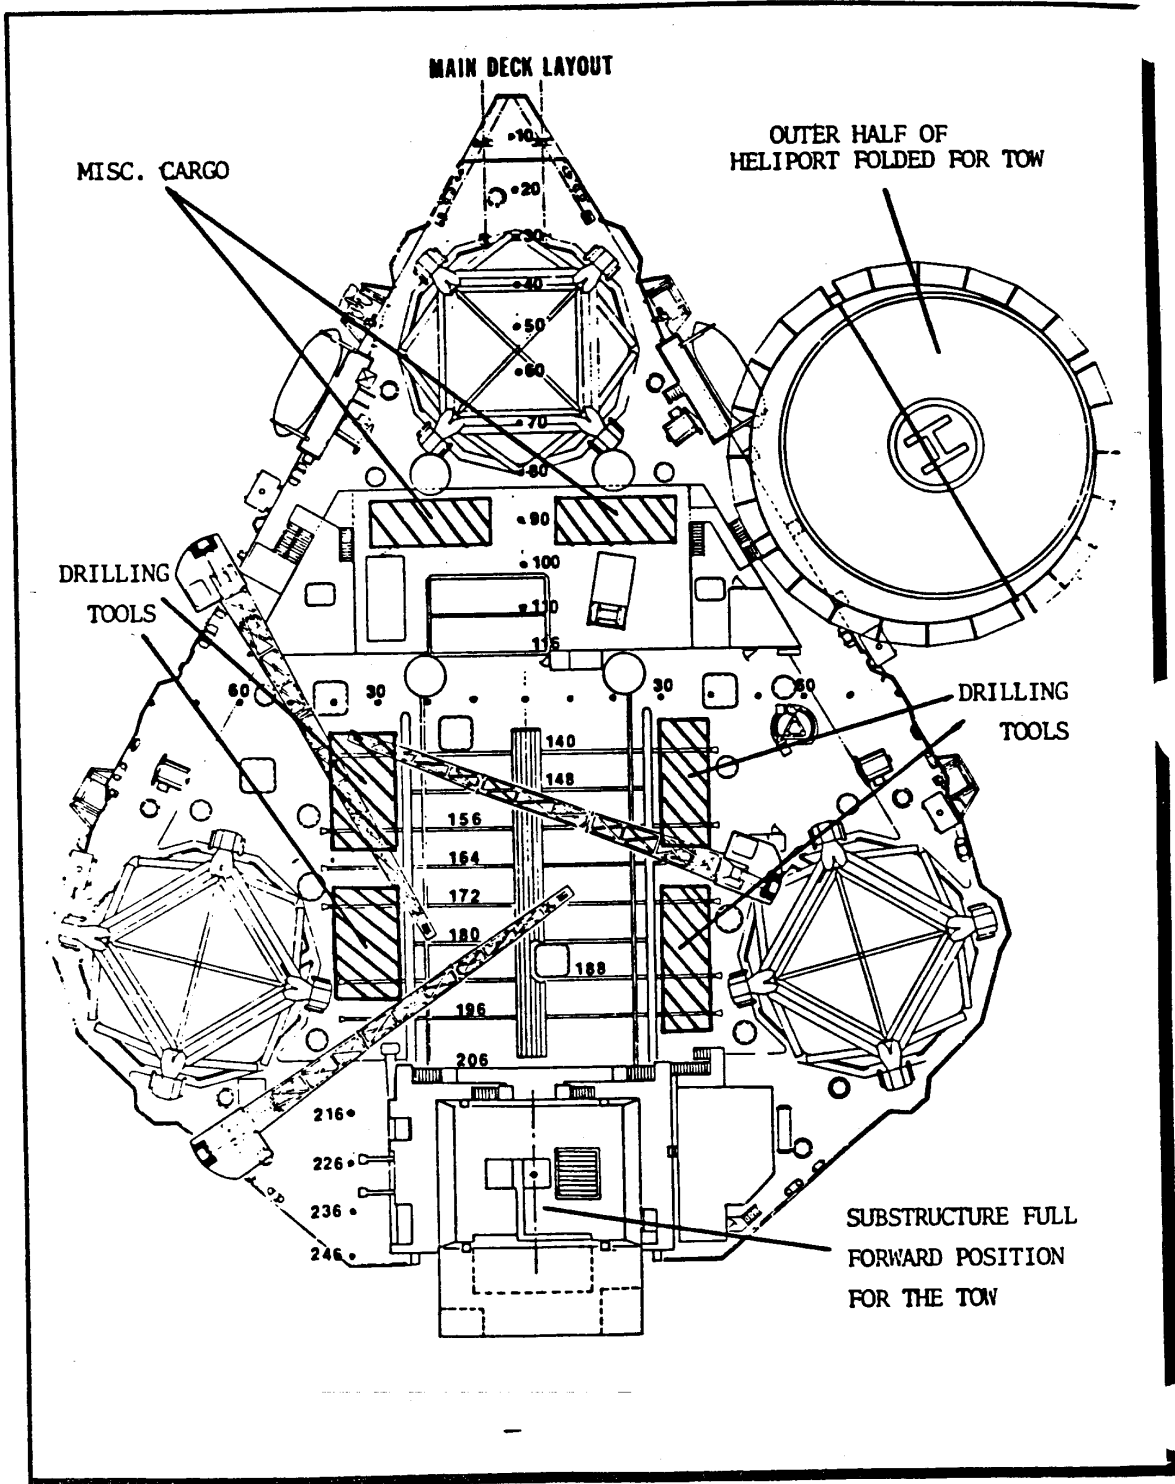 MAIN DECK LAYOUT
OUTER HALF OF
HELIPORT FOLDED FOR TOW
MISC. CARGO
10
20
30
40
50
60
70
80
90
100
110
116
H
DRILLING
TOOLS
60
30
30
60
DRILLING
TOOLS
140
148
156
164
172
180
188
196
206
216
226
236
246
SUBSTRUCTURE FULL
FORWARD POSITION
FOR THE TOW